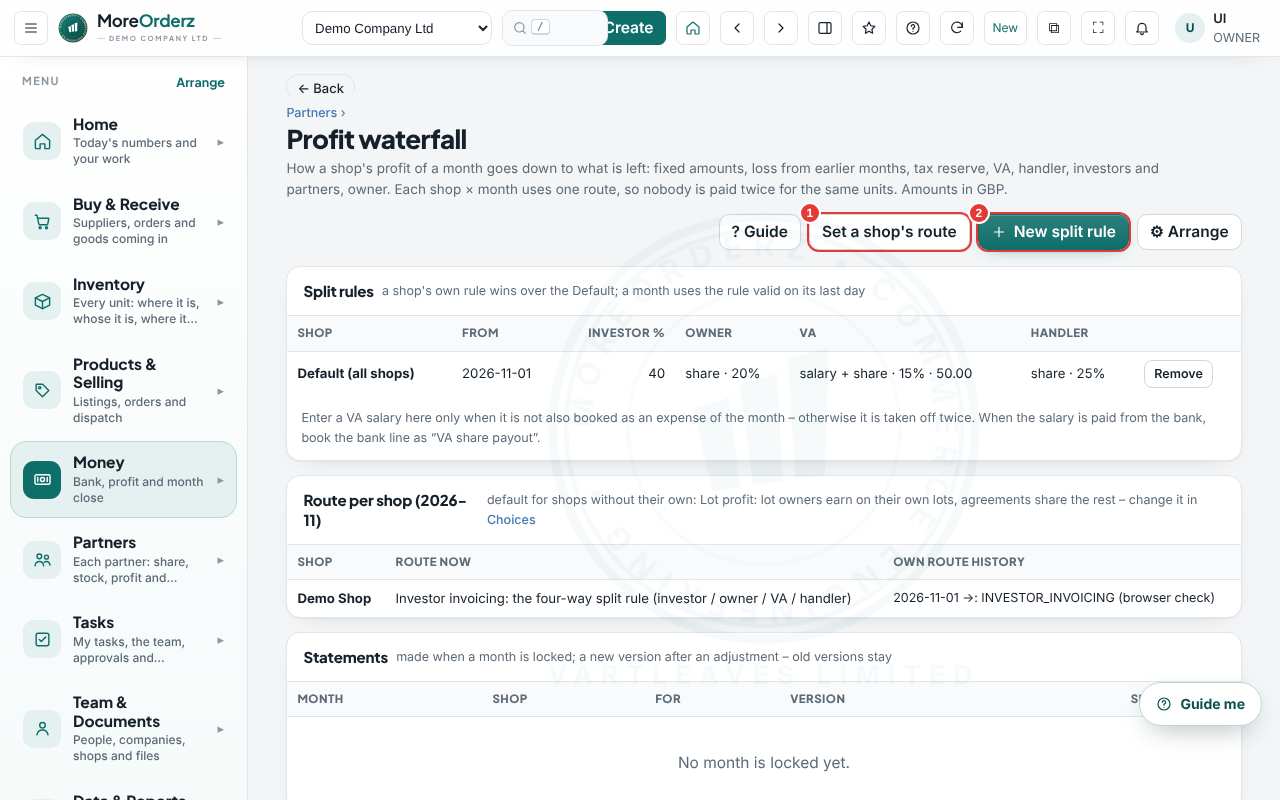 MoreOrderz
— DEMO COMPANY LTD —
Demo Company Ltd
/
Create
New
U
UI
OWNER
MENU
Arrange
Home
Today's numbers and
your work
Buy & Receive
Suppliers, orders and
goods coming in
Inventory
Every unit: where it is,
whose it is, where it...
Products &
Selling
Listings, orders and
dispatch
Money
Bank, profit and month
close
Partners
Each partner: share,
stock, profit and...
Tasks
My tasks, the team,
approvals and...
Team &
Documents
People, companies,
shops and files
← Back
Partners ›
Profit waterfall
How a shop's profit of a month goes down to what is left: fixed amounts, loss from earlier months, tax reserve, VA, handler, investors and
partners, owner. Each shop × month uses one route, so nobody is paid twice for the same units. Amounts in GBP.
? Guide
1
Set a shop's route
2
+ New split rule
⚙ Arrange
Split rules a shop's own rule wins over the Default; a month uses the rule valid on its last day
SHOP FROM INVESTOR % OWNER VA HANDLER
Default (all shops) 2026-11-01 40 share · 20% salary + share · 15% · 50.00 share · 25% Remove
Enter a VA salary here only when it is not also booked as an expense of the month – otherwise it is taken off twice. When the salary is paid from the bank,
book the bank line as “VA share payout”.
Route per shop (2026-
11)
default for shops without their own: Lot profit: lot owners earn on their own lots, agreements share the rest – change it in
Choices
SHOP ROUTE NOW OWN ROUTE HISTORY
Demo Shop Investor invoicing: the four-way split rule (investor / owner / VA / handler) 2026-11-01 →: INVESTOR_INVOICING (browser check)
Statements made when a month is locked; a new version after an adjustment – old versions stay
MONTH SHOP FOR VERSION
Guide me
No month is locked yet.
VARTLEAVES LIMITED